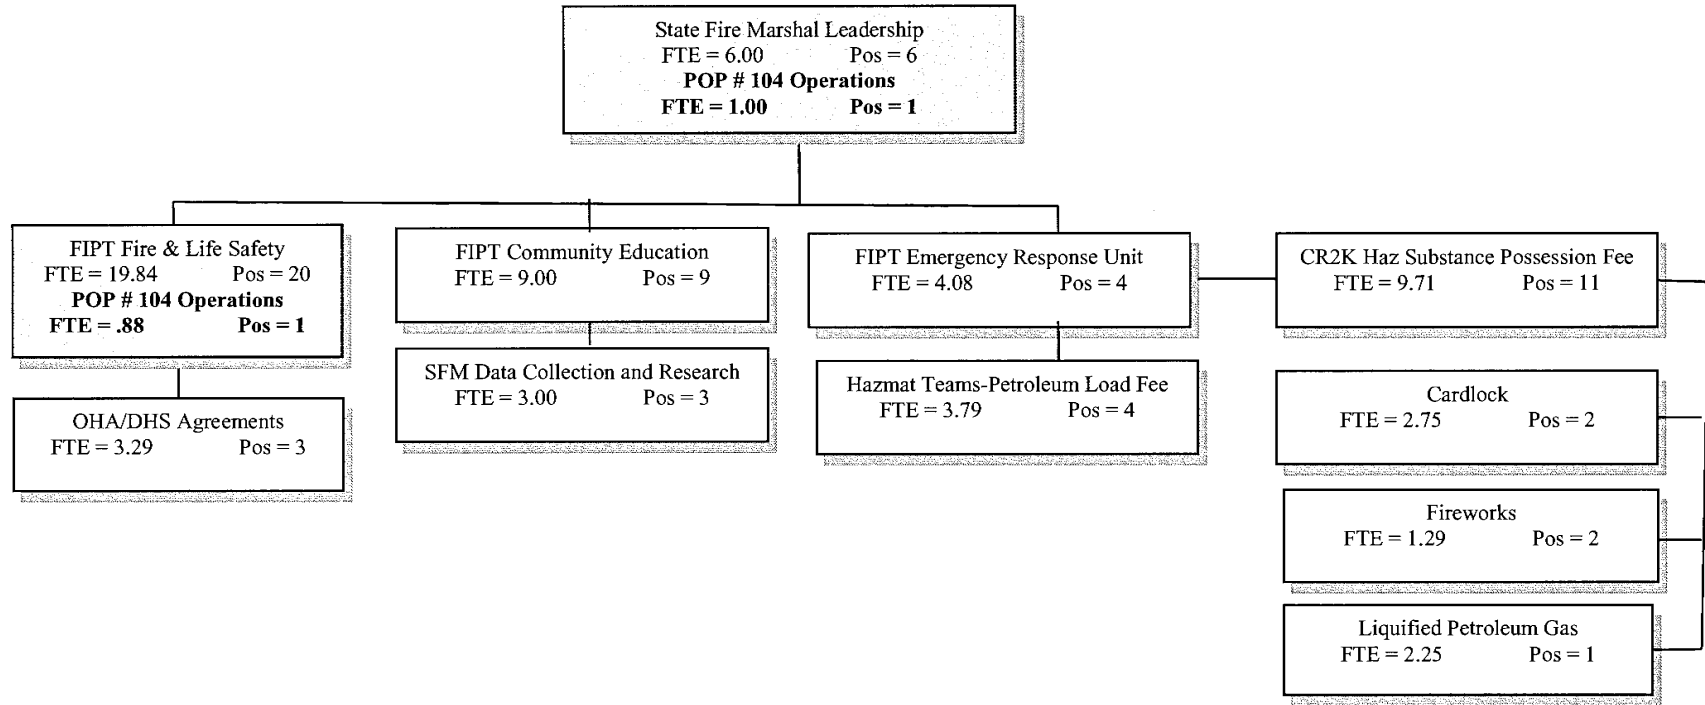 State Fire Marshal Leadership
FTE = 6.00 Pos = 6
POP # 104 Operations
FTE = 1.00 Pos = 1
FIPT Fire & Life Safety
FTE = 19.84 Pos = 20
POP # 104 Operations
FTE = .88 Pos = 1
OHA/DHS Agreements
FTE = 3.29 Pos = 3
FIPT Community Education
FTE = 9.00 Pos = 9
SFM Data Collection and Research
FTE = 3.00 Pos = 3
FIPT Emergency Response Unit
FTE = 4.08 Pos = 4
Hazmat Teams-Petroleum Load Fee
FTE = 3.79 Pos = 4
CR2K Haz Substance Possession Fee
FTE = 9.71 Pos = 11
Cardlock
FTE = 2.75 Pos = 2
Fireworks
FTE = 1.29 Pos = 2
Liquified Petroleum Gas
FTE = 2.25 Pos = 1